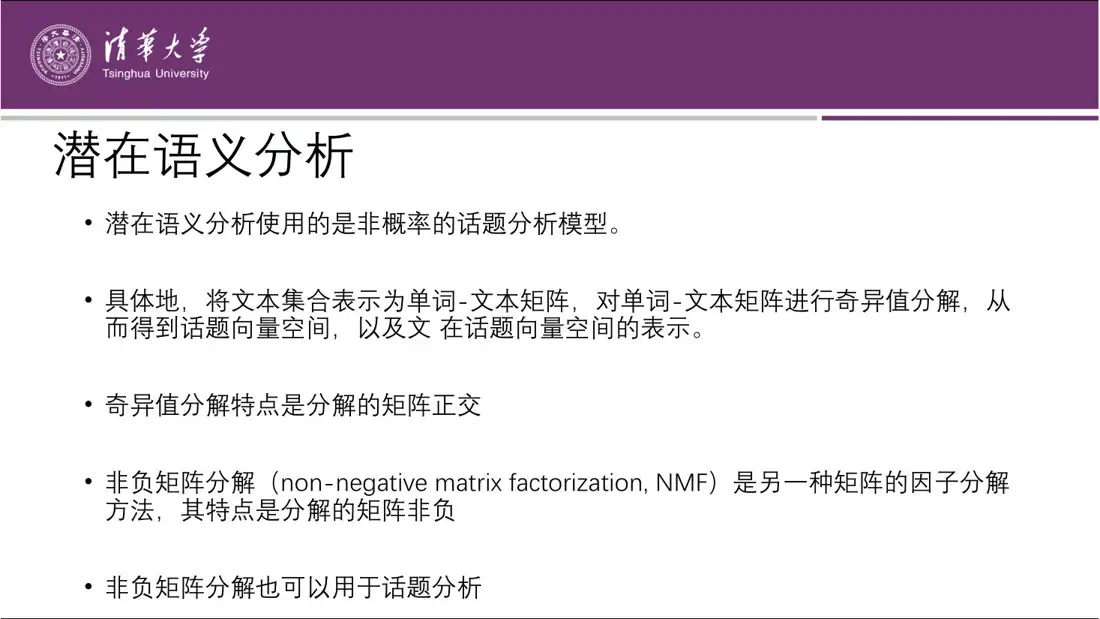 清华大学
Tsinghua University
潜在语义分析
• 潜在语义分析使用的是非概率的话题分析模型。
• 具体地，将文本集合表示为单词-文本矩阵，对单词-文本矩阵进行奇异值分解，从
而得到话题向量空间，以及文 在话题向量空间的表示。
• 奇异值分解特点是分解的矩阵正交
• 非负矩阵分解（non-negative matrix factorization, NMF）是另一种矩阵的因子分解
方法，其特点是分解的矩阵非负
• 非负矩阵分解也可以用于话题分析